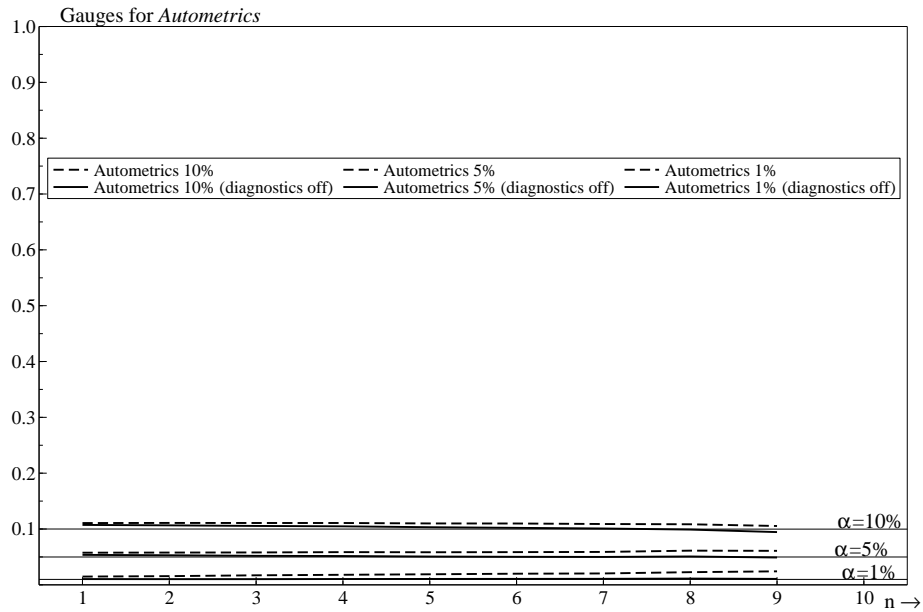 Gauges for Autometrics
1.0
0.9
0.8
Autometrics 10% Autometrics 5% Autometrics 1%
Autometrics 10% (diagnostics off) Autometrics 5% (diagnostics off) Autometrics 1% (diagnostics off)
0.7
0.6
0.5
0.4
0.3
0.2
0.1
α=10%
α=5%
α=1%
1 2 3 4 5 6 7 8 9 10 n →